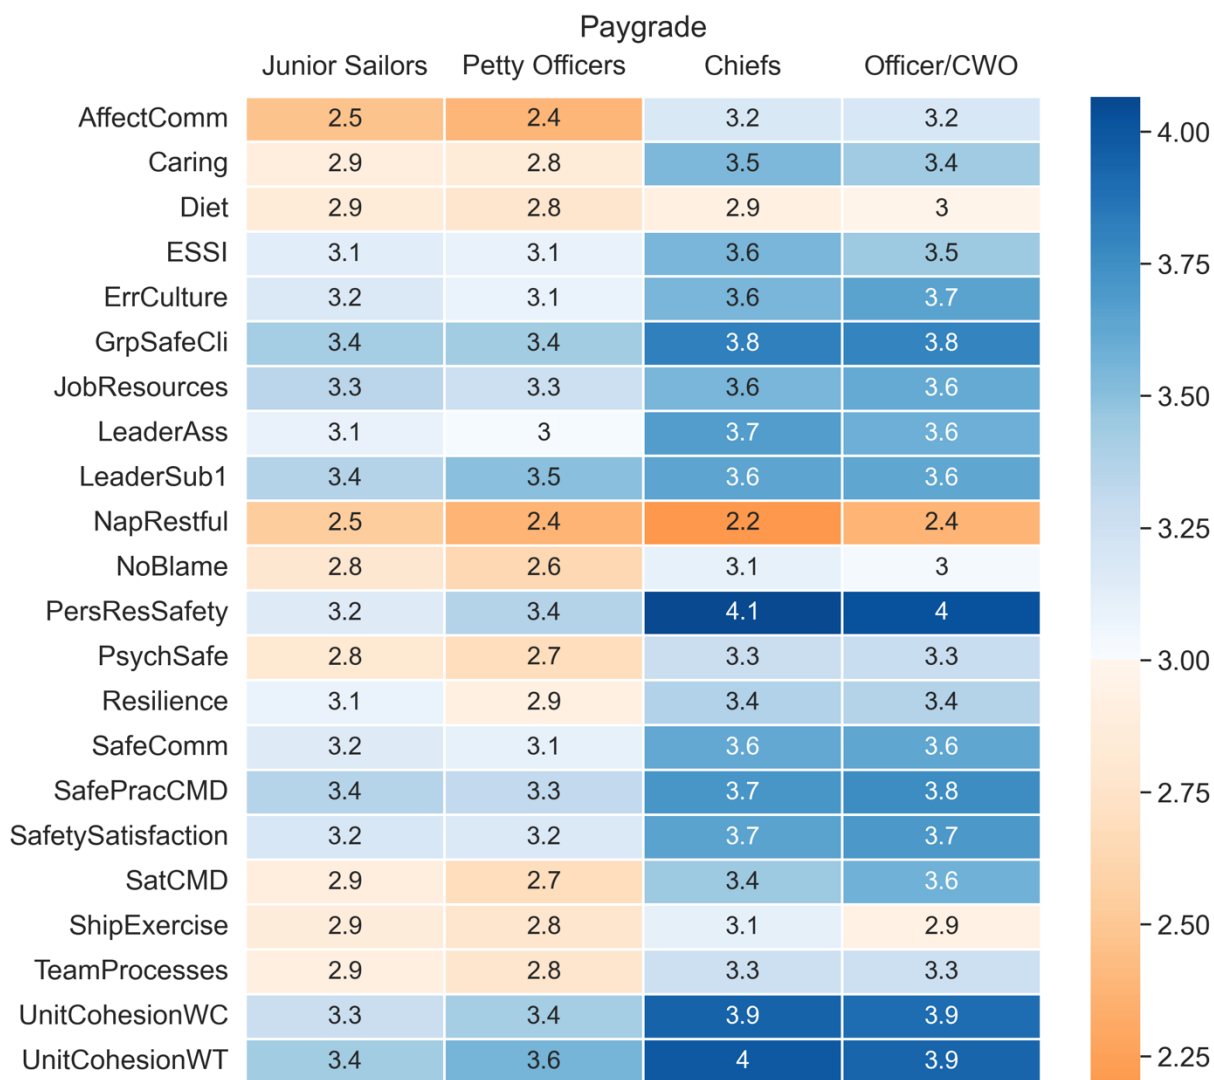 Paygrade
Junior Sailors Petty Officers Chiefs Officer/CWO
AffectComm 2.5 2.4 3.2 3.2
4.00
Caring 2.9 2.8 3.5 3.4
Diet 2.9 2.8 2.9 3
ESSI 3.1 3.1 3.6 3.5
3.75
ErrCulture 3.2 3.1 3.6 3.7
GrpSafeCli 3.4 3.4 3.8 3.8
JobResources 3.3 3.3 3.6 3.6
3.50
LeaderAss 3.1 3 3.7 3.6
LeaderSub1 3.4 3.5 3.6 3.6
NapRestful 2.5 2.4 2.2 2.4
3.25
NoBlame 2.8 2.6 3.1 3
PersResSafety 3.2 3.4 4.1 4
PsychSafe 2.8 2.7 3.3 3.3
3.00
Resilience 3.1 2.9 3.4 3.4
SafeComm 3.2 3.1 3.6 3.6
SafePracCMD 3.4 3.3 3.7 3.8
2.75
SafetySatisfaction 3.2 3.2 3.7 3.7
SatCMD 2.9 2.7 3.4 3.6
ShipExercise 2.9 2.8 3.1 2.9
2.50
TeamProcesses 2.9 2.8 3.3 3.3
UnitCohesionWC 3.3 3.4 3.9 3.9
UnitCohesionWT 3.4 3.6 4 3.9
2.25